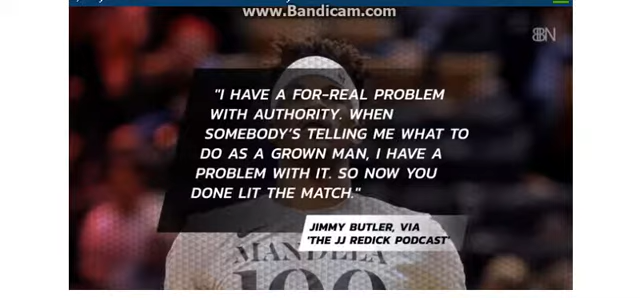 www.Bandicam.com
BBN
"I HAVE A FOR-REAL PROBLEM
WITH AUTHORITY. WHEN
SOMEBODY'S TELLING ME WHAT TO
DO AS A GROWN MAN, I HAVE A
PROBLEM WITH IT. SO NOW YOU
DONE LIT THE MATCH."
JIMMY BUTLER, VIA
'THE JJ REDICK PODCAST'
MANDELA
100